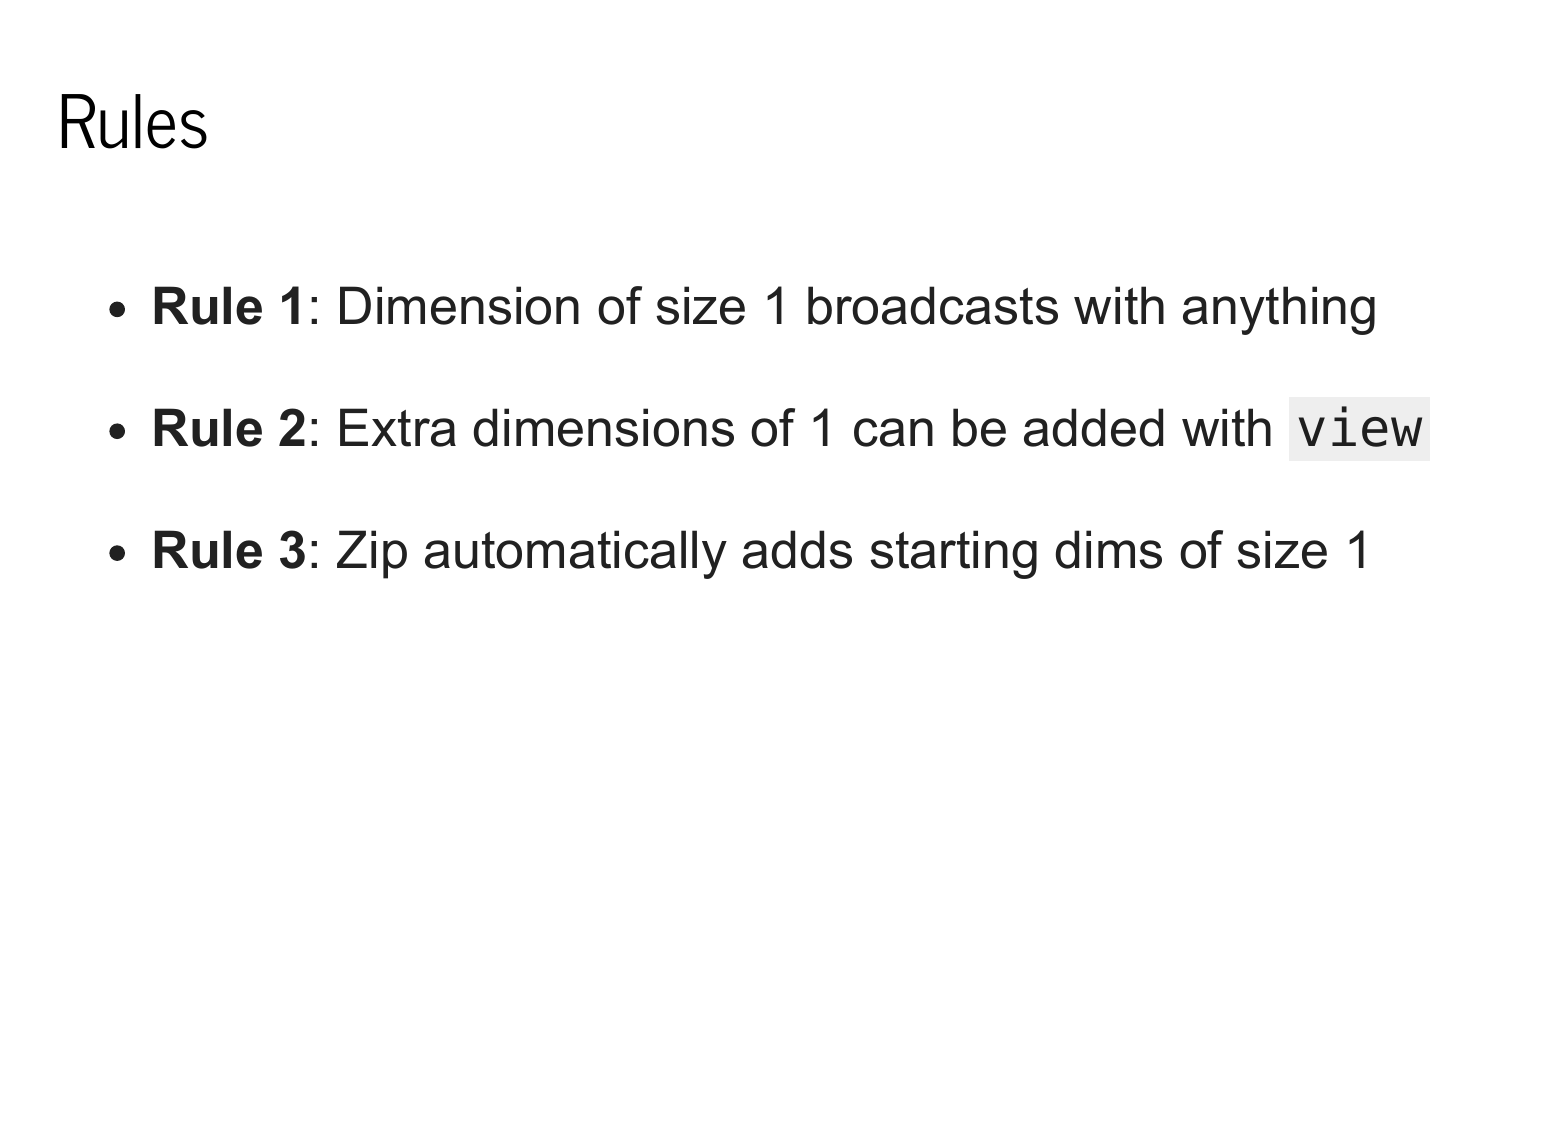 Rules
• Rule 1: Dimension of size 1 broadcasts with anything
• Rule 2: Extra dimensions of 1 can be added with view
• Rule 3: Zip automatically adds starting dims of size 1